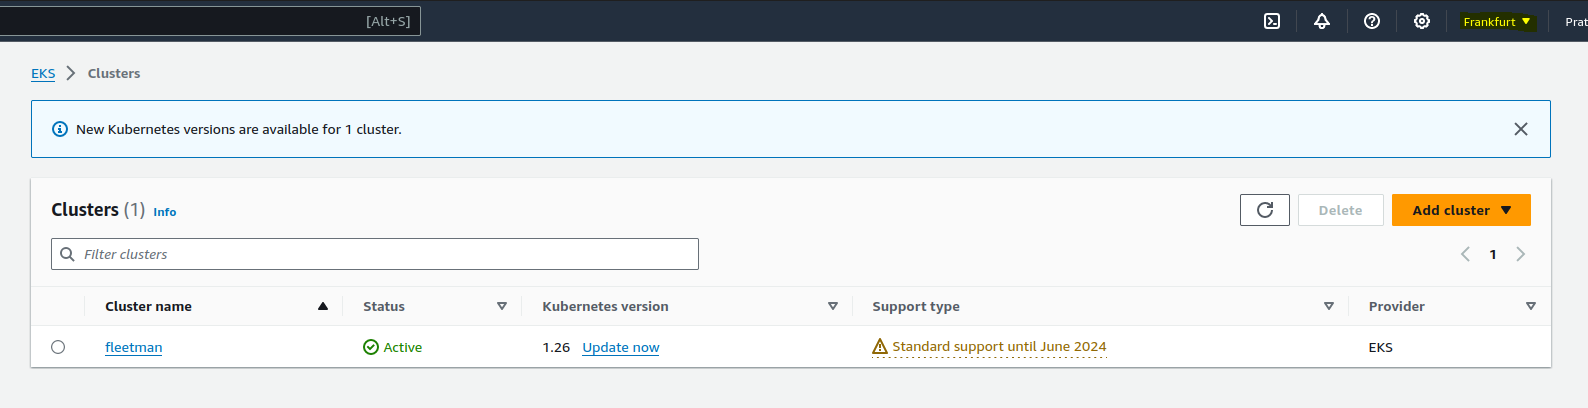 [Alt+S] Frankfurt Prat
EKS Clusters
New Kubernetes versions are available for 1 cluster.
Clusters (1) Info Delete Add cluster
Filter clusters 1
Cluster name Status Kubernetes version Support type Provider
fleetman Active 1.26 Update now Standard support until June 2024 EKS